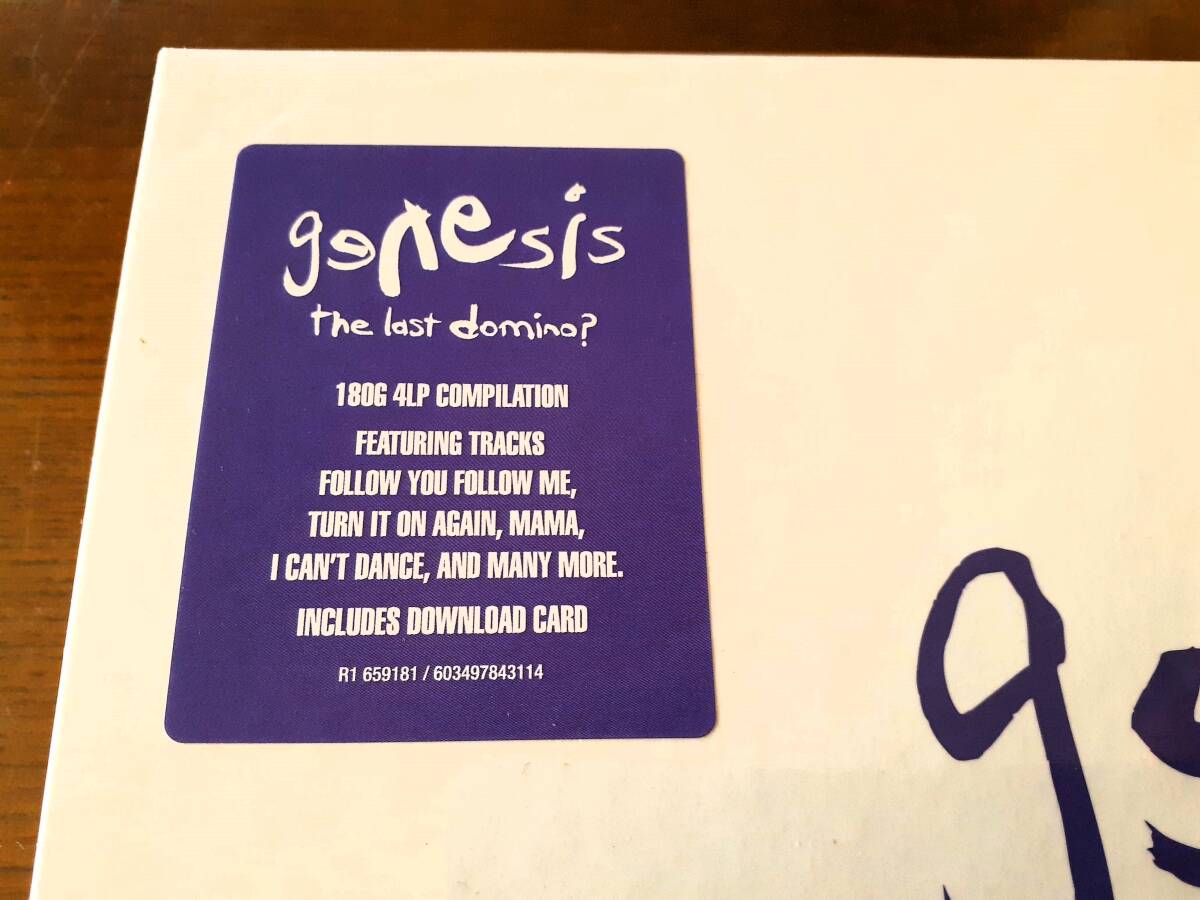 genesis
the last domino?
180G 4LP COMPILATION
FEATURING TRACKS
FOLLOW YOU FOLLOW ME,
TURN IT ON AGAIN, MAMA,
I CAN'T DANCE, AND MANY MORE.
INCLUDES DOWNLOAD CARD
R1 659181 / 603497843114
ge